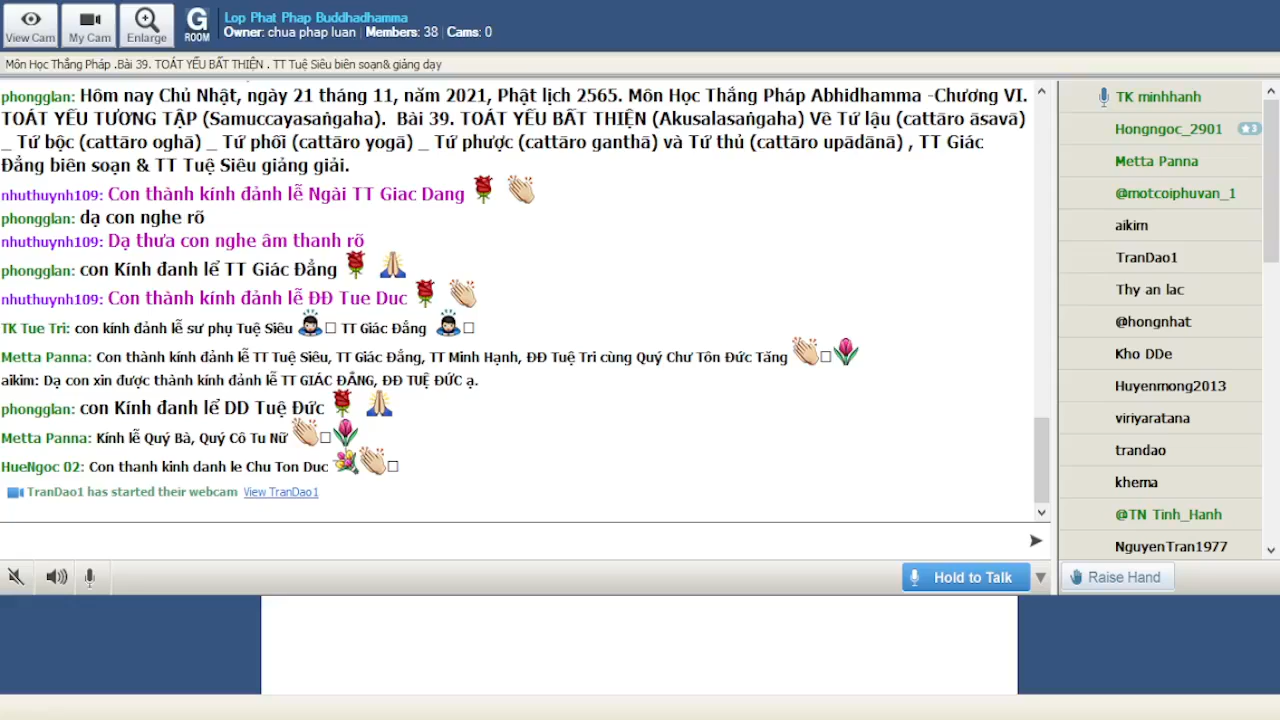 View Cam
My Cam
Enlarge
G ROOM
Lop Phat Phap Buddhadhamma
Owner: chua phap luan | Members: 38 | Cams: 0
Môn Học Thắng Pháp .Bài 39. TOÁT YẾU BẤT THIỆN . TT Tuệ Siêu biên soạn& giảng dạy
phongglan: Hôm nay Chủ Nhật, ngày 21 tháng 11, năm 2021, Phật lịch 2565. Môn Học Thắng Pháp Abhidhamma -Chương VI.
TOÁT YẾU TƯƠNG TẬP (Samuccayasaṅgaha). Bài 39. TOÁT YẾU BẤT THIỆN (Akusalasaṅgaha) Về Tứ lậu (cattāro āsavā)
_ Tứ bộc (cattāro oghā) _ Tứ phối (cattāro yogā) _ Tứ phược (cattāro ganthā) và Tứ thủ (cattāro upādānā) , TT Giác
Đẳng biên soạn & TT Tuệ Siêu giảng giải.
nhuthuynh109: Con thành kính đảnh lễ Ngài TT Giac Dang 🌹 👏
phongglan: dạ con nghe rõ
nhuthuynh109: Dạ thưa con nghe âm thanh rõ
phongglan: con Kính đanh lể TT Giác Đẳng 🌹 🙏
nhuthuynh109: Con thành kính đảnh lễ ĐĐ Tue Duc 🌹 👏
TK Tue Tri: con kính đảnh lễ sư phụ Tuệ Siêu 🙇□ TT Giác Đẳng 🙇□
Metta Panna: Con thành kính đảnh lễ TT Tuệ Siêu, TT Giác Đẳng, TT Minh Hạnh, ĐĐ Tuệ Tri cùng Quý Chư Tôn Đức Tăng 👏□🌷
aikim: Dạ con xin được thành kính đảnh lễ TT GIÁC ĐẲNG, ĐĐ TUỆ ĐỨC ạ.
phongglan: con Kính đanh lể DD Tuệ Đức 🌹 🙏
Metta Panna: Kính lễ Quý Bà, Quý Cô Tu Nữ 👏□🌷
HueNgoc 02: Con thanh kinh danh le Chu Ton Duc 💐👏□
TranDao1 has started their webcam View TranDao1
Hold to Talk
TK minhhanh
Hongngoc_2901 ★3
Metta Panna
@motcoiphuvan_1
aikim
TranDao1
Thy an lac
@hongnhat
Kho DDe
Huyenmong2013
viriyaratana
trandao
khema
@TN Tinh_Hanh
NguyenTran1977
Raise Hand